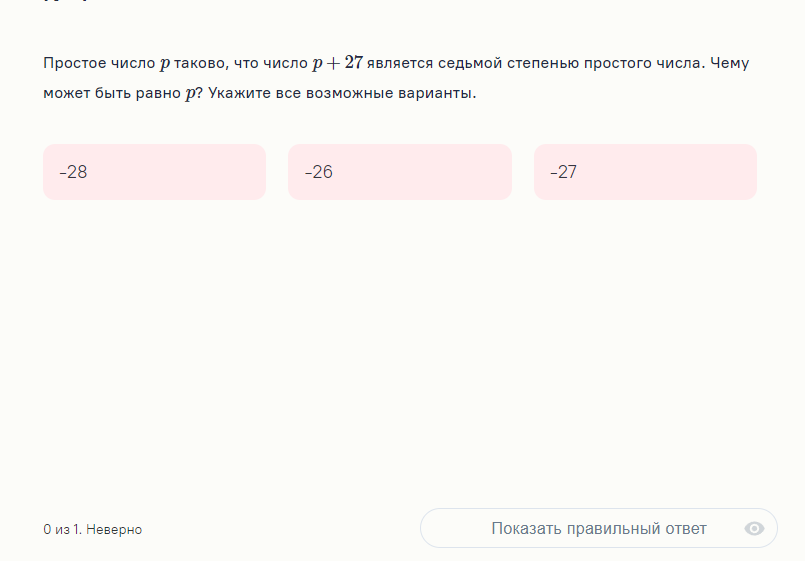 Простое число p таково, что число p + 27 является седьмой степенью простого числа. Чему
может быть равно p? Укажите все возможные варианты.
-28 -26 -27
0 из 1. Неверно Показать правильный ответ